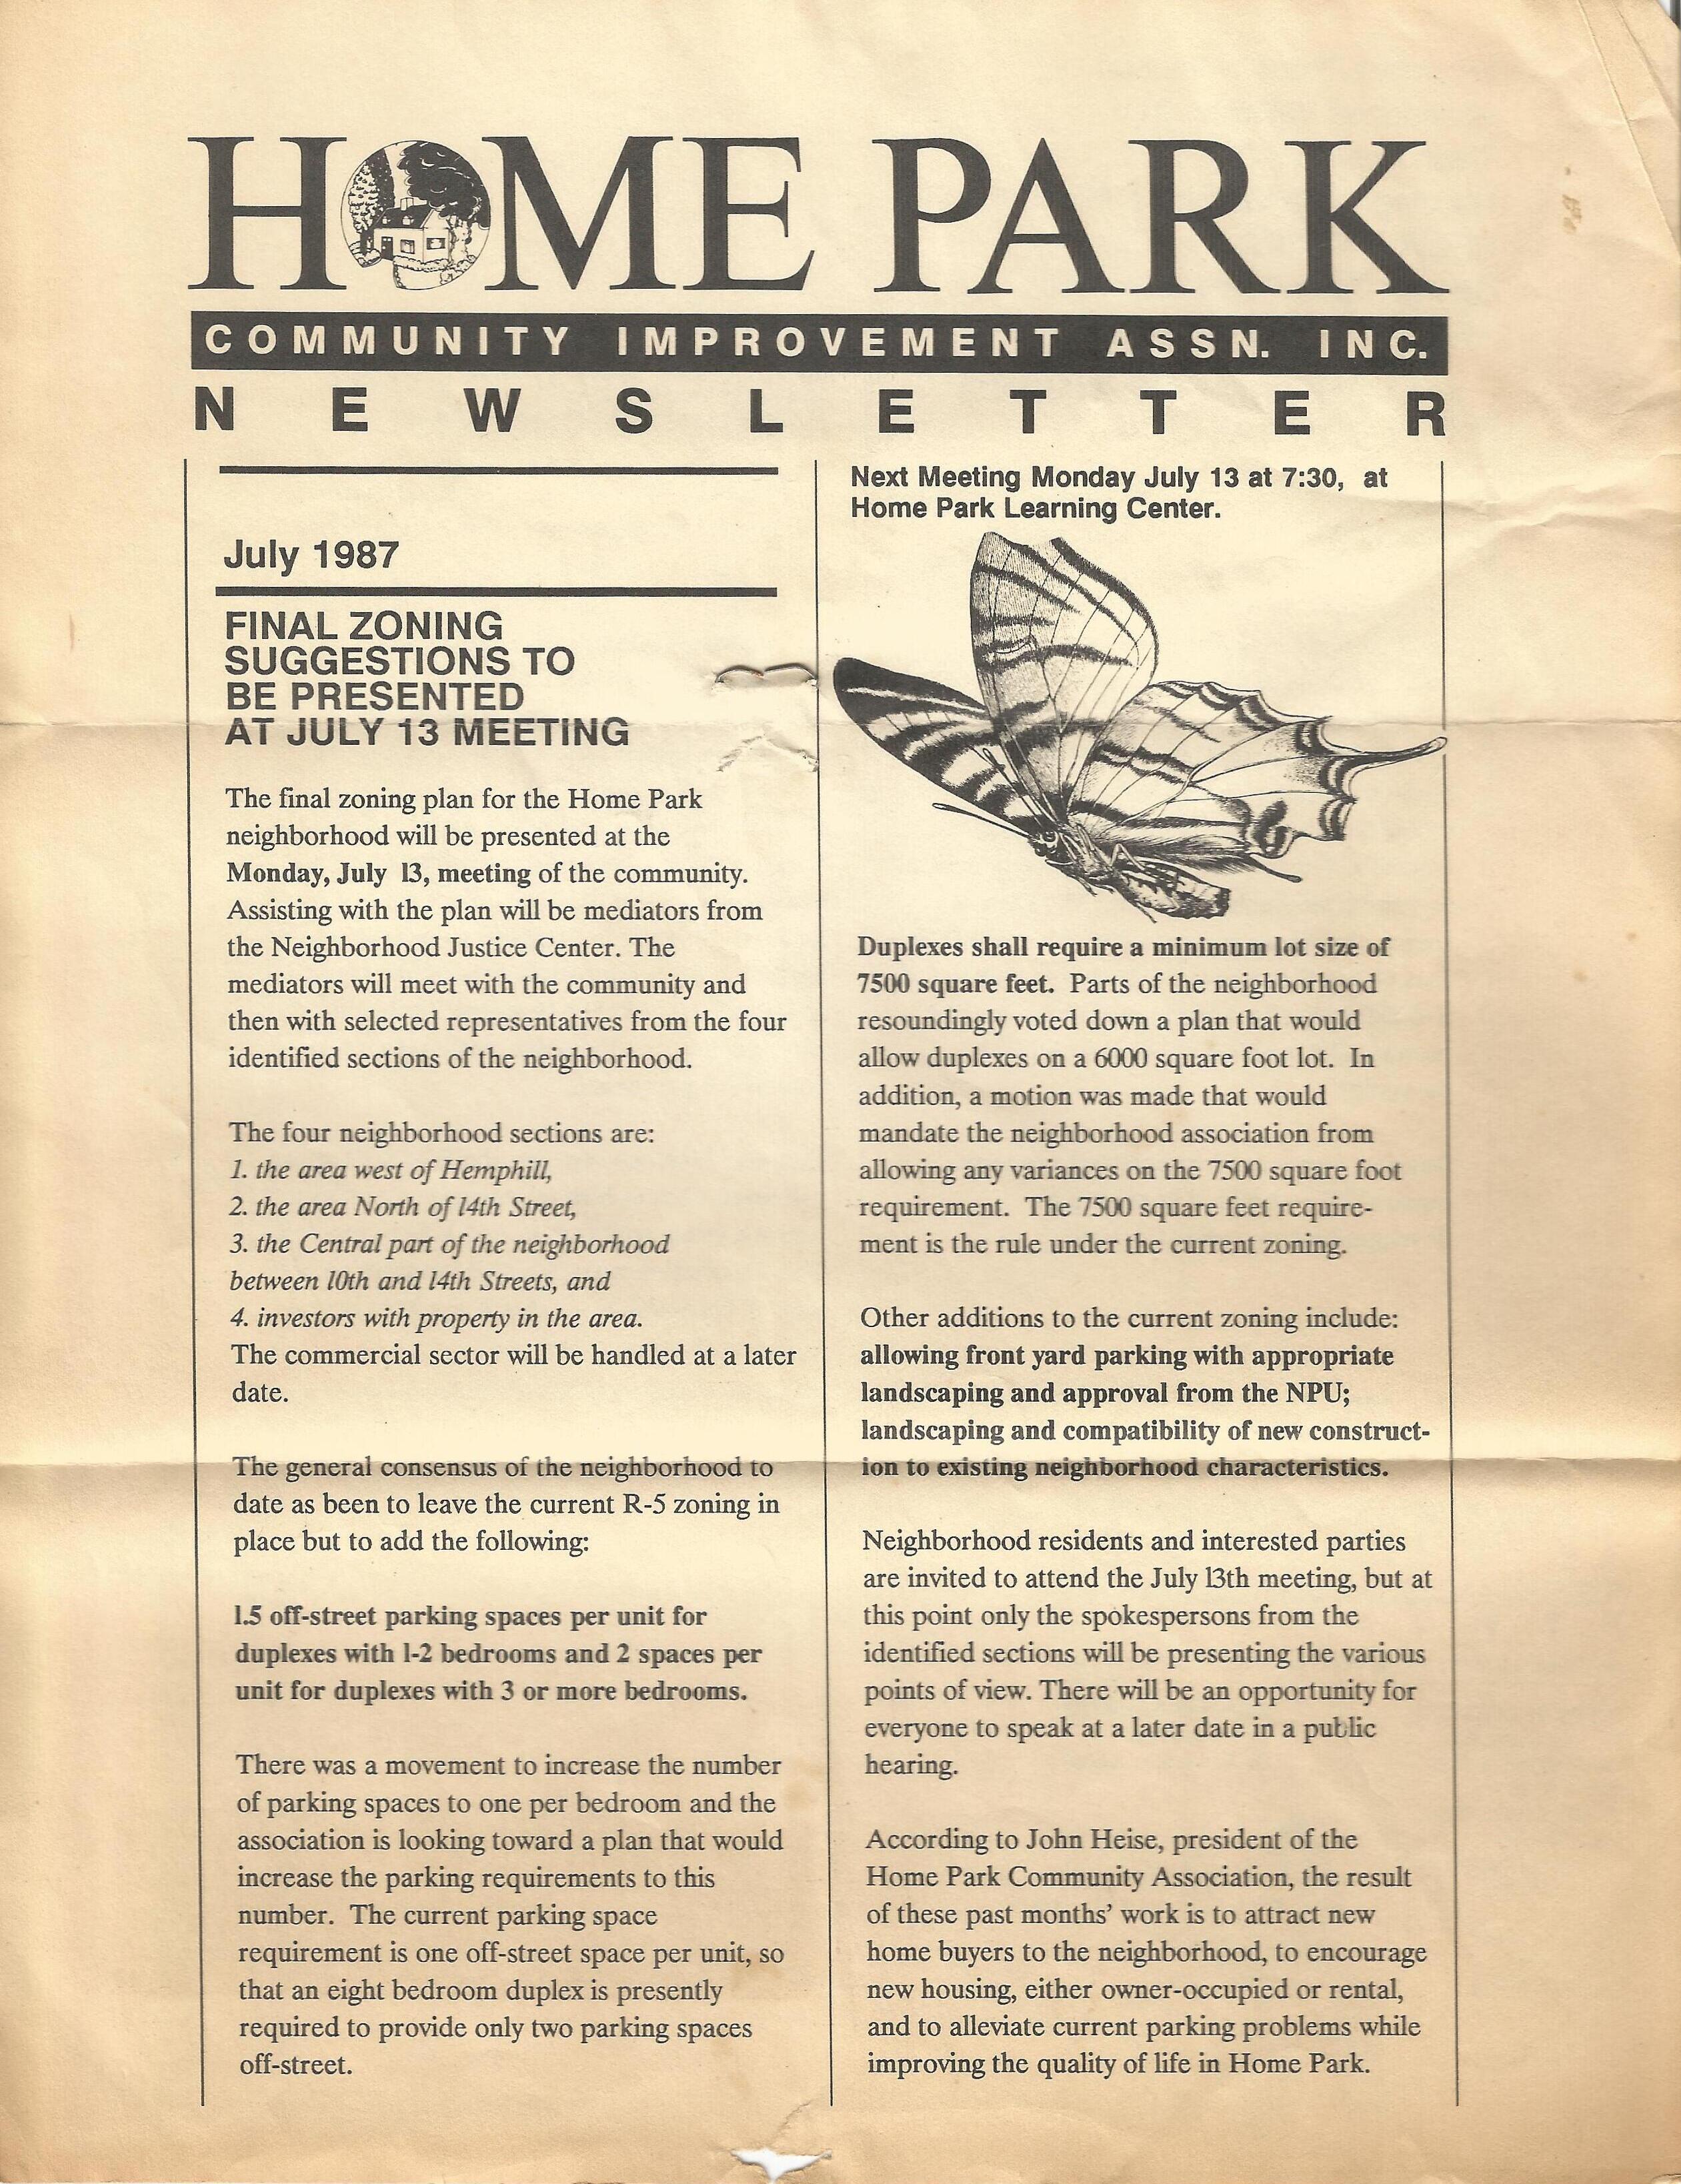 HOME PARK
COMMUNITY IMPROVEMENT ASSN. INC.
NEWSLETTER
July 1987
FINAL ZONING
SUGGESTIONS TO
BE PRESENTED
AT JULY 13 MEETING
The final zoning plan for the Home Park
neighborhood will be presented at the
Monday, July 13, meeting of the community.
Assisting with the plan will be mediators from
the Neighborhood Justice Center. The
mediators will meet with the community and
then with selected representatives from the four
identified sections of the neighborhood.
The four neighborhood sections are:
1. the area west of Hemphill,
2. the area North of 14th Street,
3. the Central part of the neighborhood
between 10th and 14th Streets, and
4. investors with property in the area.
The commercial sector will be handled at a later
date.
The general consensus of the neighborhood to
date as been to leave the current R-5 zoning in
place but to add the following:
1.5 off-street parking spaces per unit for
duplexes with 1-2 bedrooms and 2 spaces per
unit for duplexes with 3 or more bedrooms.
There was a movement to increase the number
of parking spaces to one per bedroom and the
association is looking toward a plan that would
increase the parking requirements to this
number. The current parking space
requirement is one off-street space per unit, so
that an eight bedroom duplex is presently
required to provide only two parking spaces
off-street.
Next Meeting Monday July 13 at 7:30, at
Home Park Learning Center.
Duplexes shall require a minimum lot size of
7500 square feet. Parts of the neighborhood
resoundingly voted down a plan that would
allow duplexes on a 6000 square foot lot. In
addition, a motion was made that would
mandate the neighborhood association from
allowing any variances on the 7500 square foot
requirement. The 7500 square feet require-
ment is the rule under the current zoning.
Other additions to the current zoning include:
allowing front yard parking with appropriate
landscaping and approval from the NPU;
landscaping and compatibility of new construct-
ion to existing neighborhood characteristics.
Neighborhood residents and interested parties
are invited to attend the July 13th meeting, but at
this point only the spokespersons from the
identified sections will be presenting the various
points of view. There will be an opportunity for
everyone to speak at a later date in a public
hearing.
According to John Heise, president of the
Home Park Community Association, the result
of these past months' work is to attract new
home buyers to the neighborhood, to encourage
new housing, either owner-occupied or rental,
and to alleviate current parking problems while
improving the quality of life in Home Park.